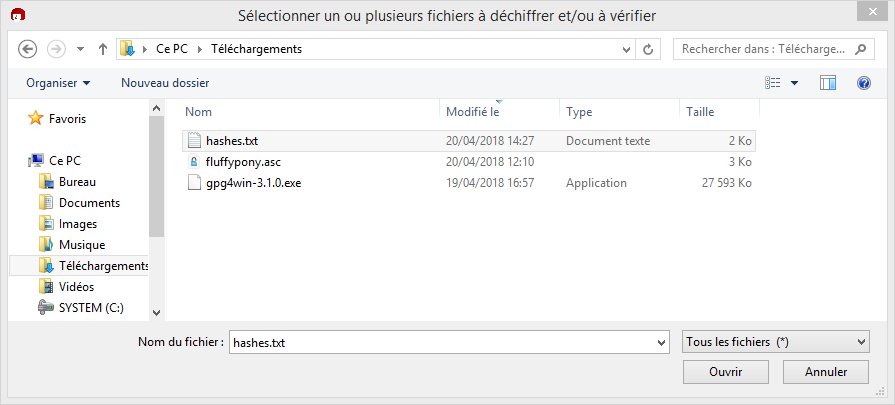 Sélectionner un ou plusieurs fichiers à déchiffrer et/ou à vérifier
Ce PC Téléchargements
Rechercher dans : Télécharge...
Organiser
Nouveau dossier
Favoris
Ce PC
Bureau
Documents
Images
Musique
Téléchargements
Vidéos
SYSTEM (C:)
Nom Modifié le Type Taille
hashes.txt 20/04/2018 14:27 Document texte 2 Ko
fluffypony.asc 20/04/2018 12:10 3 Ko
gpg4win-3.1.0.exe 19/04/2018 16:57 Application 27 593 Ko
Nom du fichier : hashes.txt
Tous les fichiers (*)
Ouvrir
Annuler